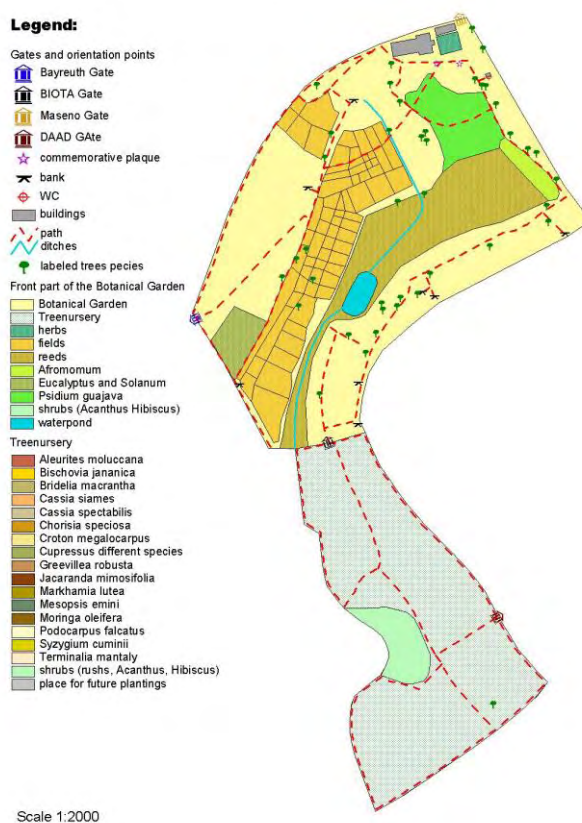 Legend:
Gates and orientation points
Bayreuth Gate
BIOTA Gate
Maseno Gate
DAAD GAte
commemorative plaque
bank
WC
buildings
path
ditches
labeled trees pecies
Front part of the Botanical Garden
Botanical Garden
Treenursery
herbs
fields
reeds
Afromomum
Eucalyptus and Solanum
Psidium guajava
shrubs (Acanthus Hibiscus)
waterpond
Treenursery
Aleurites moluccana
Bischovia jananica
Bridelia macrantha
Cassia siames
Cassia spectabilis
Chorisia speciosa
Croton megalocarpus
Cupressus different species
Greevillea robusta
Jacaranda mimosifolia
Markhamia lutea
Mesopsis emini
Moringa oleifera
Podocarpus falcatus
Syzygium cuminii
Terminalia mantaly
shrubs (rushs, Acanthus, Hibiscus)
place for future plantings
Scale 1:2000